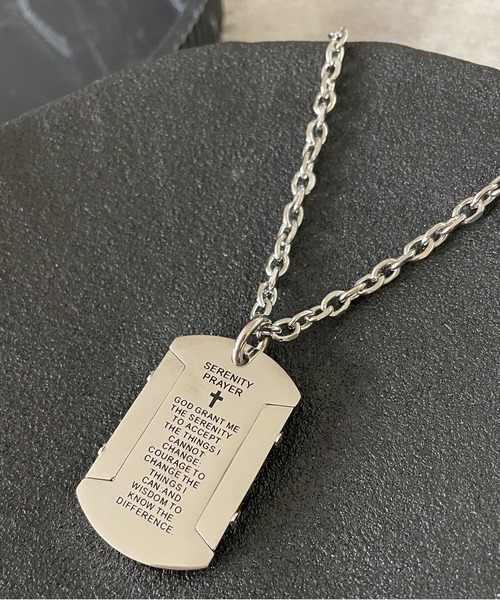 SERENITY
PRAYER
GOD GRANT ME
THE SERENITY
TO ACCEPT
THE THINGS I
CANNOT
CHANGE;
COURAGE TO
CHANGE THE
THINGS I
CAN AND
WISDOM TO
KNOW THE
DIFFERENCE.